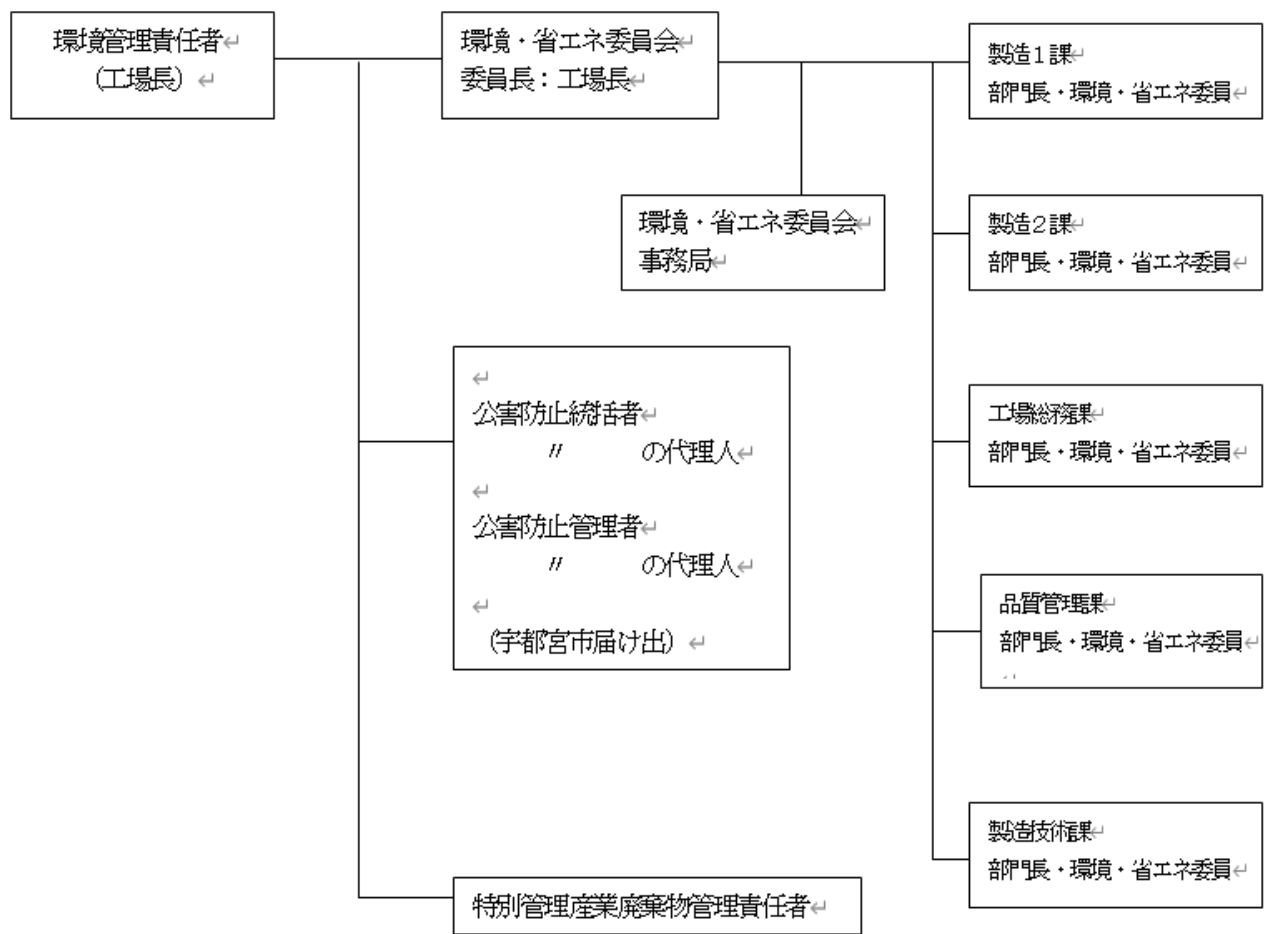 環境管理責任者
(工場長)
環境・省エネ委員会
委員長：工場長
環境・省エネ委員会
事務局
公害防止統括者
〃　　の代理人
公害防止管理者
〃　　の代理人
(宇都宮市届け出)
特別管理産業廃棄物管理責任者
製造1課
部門長・環境・省エネ委員
製造2課
部門長・環境・省エネ委員
工場総務課
部門長・環境・省エネ委員
品質管理課
部門長・環境・省エネ委員
製造技術課
部門長・環境・省エネ委員